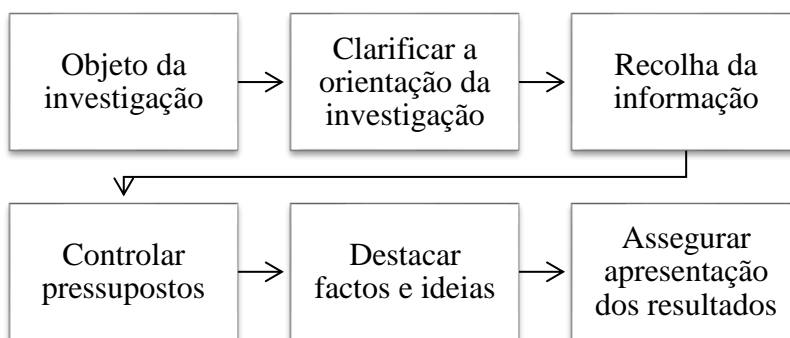 Objeto da
investigação
Clarificar a
orientação da
investigação
Recolha da
informação
Controlar
pressupostos
Destacar
factos e ideias
Assegurar
apresentação
dos resultados